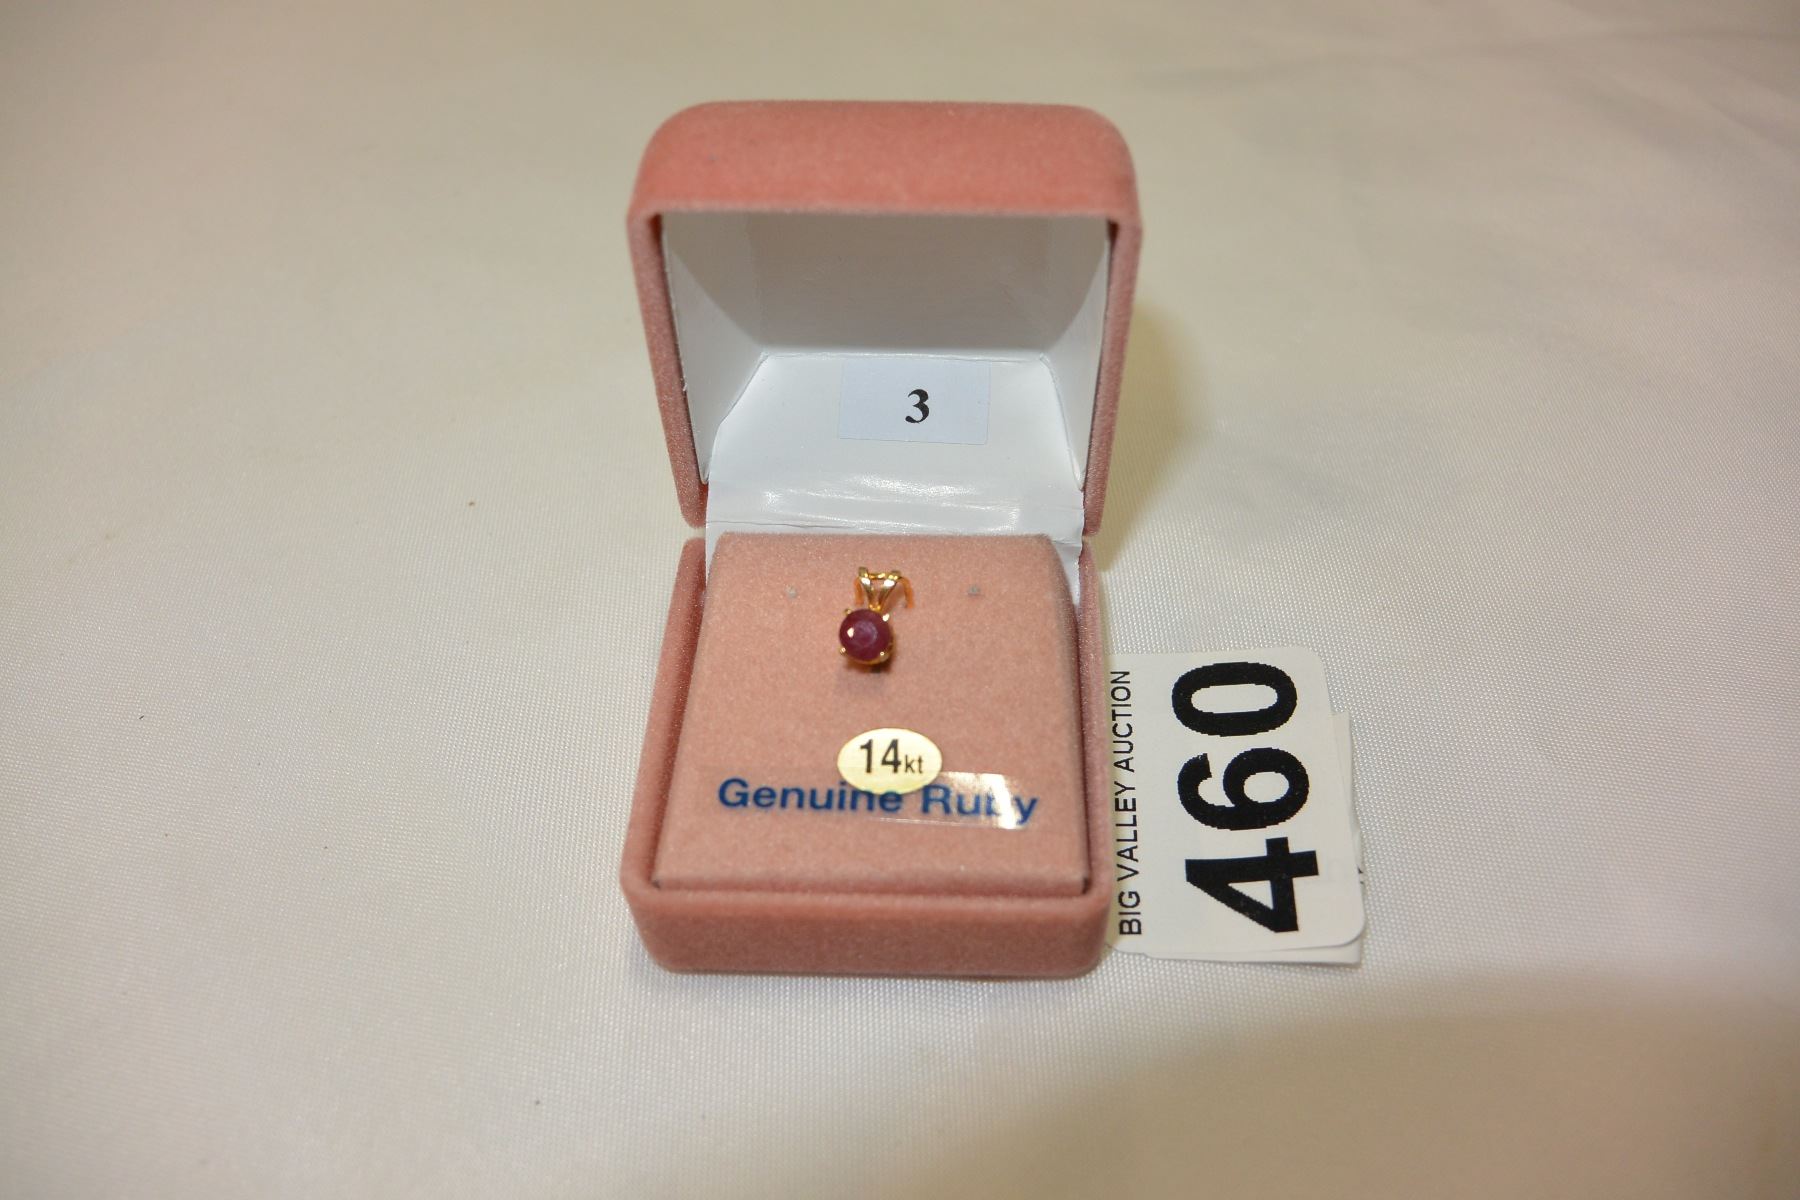 3
14kt
Genuine Ruby
BIG VALLEY AUCTION
460